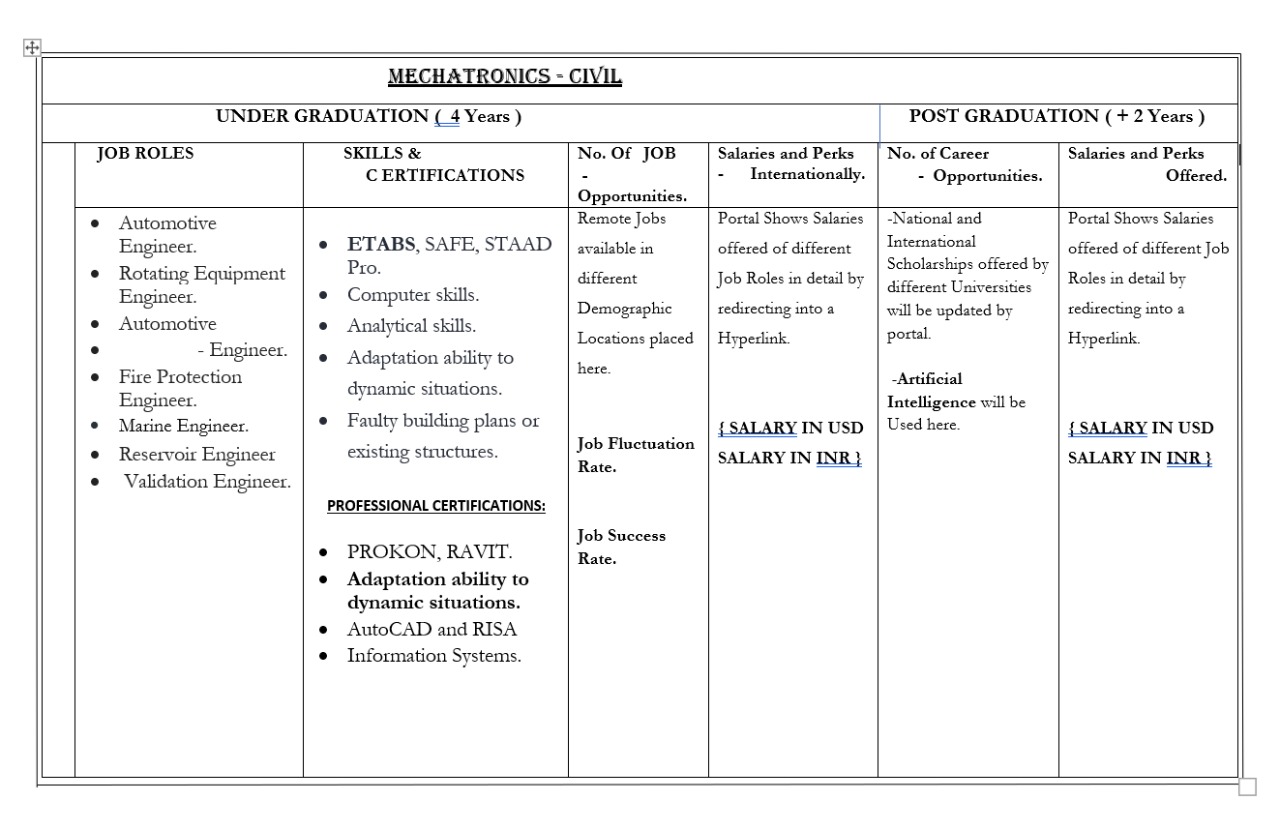 MECHATRONICS - CIVIL
UNDER GRADUATION ( 4 Years )
POST GRADUATION ( + 2 Years )
JOB ROLES
SKILLS &
C ERTIFICATIONS
No. Of JOB
-
Opportunities.
Salaries and Perks
- Internationally.
No. of Career
- Opportunities.
Salaries and Perks
Offered.
• Automotive
Engineer.
• Rotating Equipment
Engineer.
• Automotive
• - Engineer.
• Fire Protection
Engineer.
• Marine Engineer.
• Reservoir Engineer
• Validation Engineer.
• ETABS, SAFE, STAAD
Pro.
• Computer skills.
• Analytical skills.
• Adaptation ability to
dynamic situations.
• Faulty building plans or
existing structures.
PROFESSIONAL CERTIFICATIONS:
• PROKON, RAVIT.
• Adaptation ability to
dynamic situations.
• AutoCAD and RISA
• Information Systems.
Remote Jobs
available in
different
Demographic
Locations placed
here.
Job Fluctuation
Rate.
Job Success
Rate.
Portal Shows Salaries
offered of different
Job Roles in detail by
redirecting into a
Hyperlink.
{ SALARY IN USD
SALARY IN INR }
-National and
International
Scholarships offered by
different Universities
will be updated by
portal.
-Artificial
Intelligence will be
Used here.
Portal Shows Salaries
offered of different Job
Roles in detail by
redirecting into a
Hyperlink.
{ SALARY IN USD
SALARY IN INR }